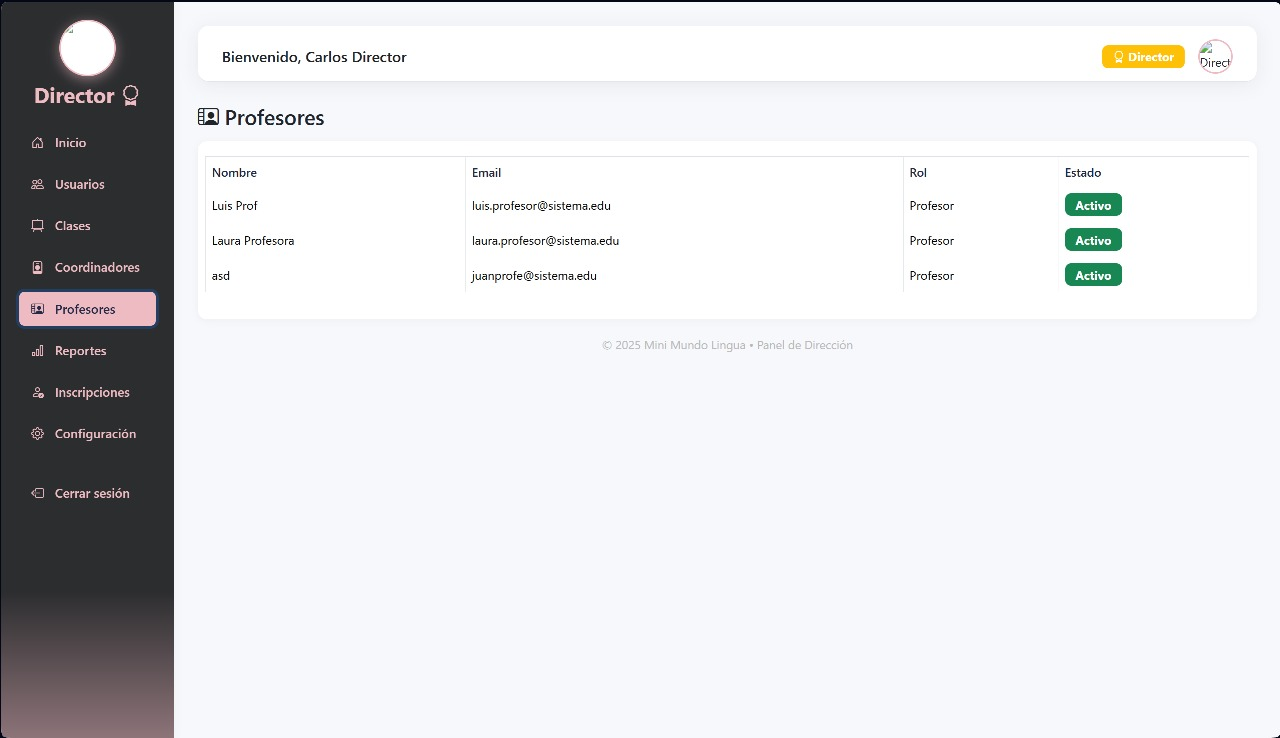 Director
Inicio
Usuarios
Clases
Coordinadores
Profesores
Reportes
Inscripciones
Configuración
Cerrar sesión
Bienvenido, Carlos Director
Director
Direct
Profesores
Nombre Email Rol Estado
Luis Prof luis.profesor@sistema.edu Profesor Activo
Laura Profesora laura.profesor@sistema.edu Profesor Activo
asd juanprofe@sistema.edu Profesor Activo
© 2025 Mini Mundo Lingua • Panel de Dirección